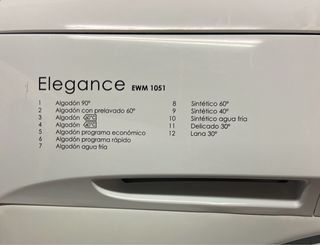 Elegance EWM 1051
1 Algodón 90º
2 Algodón con prelavado 60º
3 Algodón 60º
4 Algodón 40º
5 Algodón programa económico
6 Algodón programa rápido
7 Algodón agua fría
8 Sintético 60º
9 Sintético 40º
10 Sintético agua fría
11 Delicado 30º
12 Lana 30º